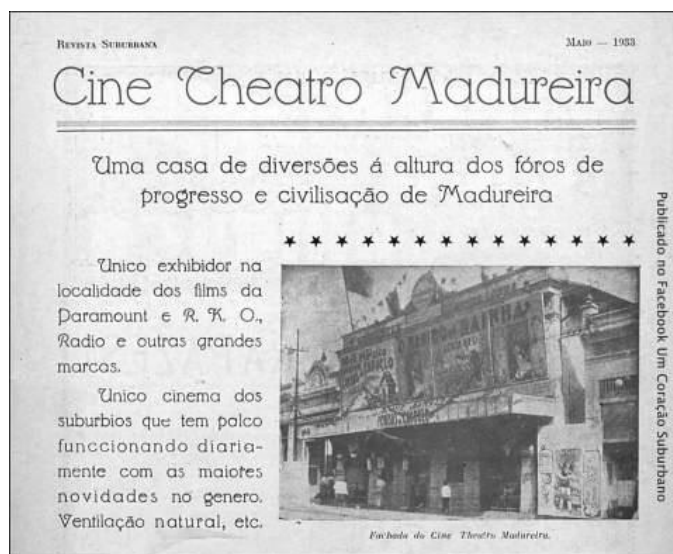 Revista Suburbana
Maio — 1933
Cine Theatro Madureira
Uma casa de diversões á altura dos fóros de
progresso e civilisação de Madureira
Unico exhibidor na
localidade dos films da
Paramount e R. K. O.,
Radio e outras grandes
marcas.
Unico cinema dos
suburbios que tem palco
funccionando diaria-
mente com as maiores
novidades no genero.
Ventilação natural, etc.
Fachada do Cine Theatro Madureira.
Publicado no Facebook Um Coração Suburbano